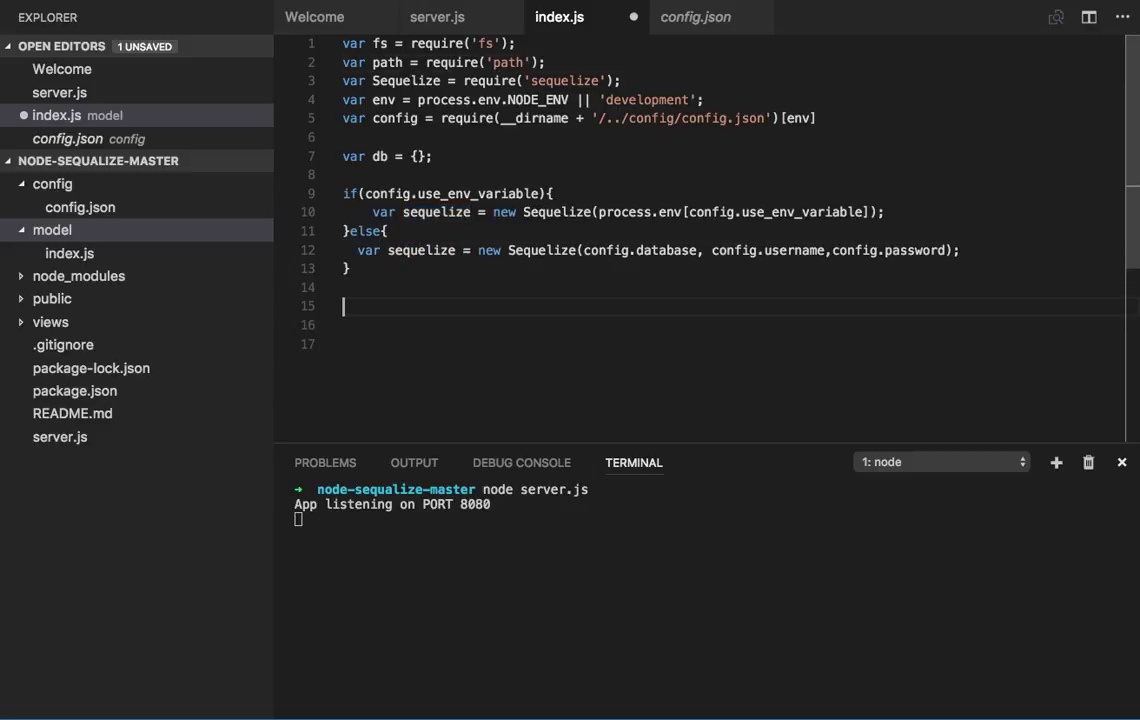 EXPLORER
OPEN EDITORS 1 UNSAVED
Welcome
server.js
index.js model
config.json config
NODE-SEQUALIZE-MASTER
config
config.json
model
index.js
node_modules
public
views
.gitignore
package-lock.json
package.json
README.md
server.js
Welcome server.js index.js config.json
1 var fs = require('fs');
2 var path = require('path');
3 var Sequelize = require('sequelize');
4 var env = process.env.NODE_ENV || 'development';
5 var config = require(__dirname + '/../config/config.json')[env]
6
7 var db = {};
8
9 if(config.use_env_variable){
10 var sequelize = new Sequelize(process.env[config.use_env_variable]);
11 }else{
12 var sequelize = new Sequelize(config.database, config.username,config.password);
13 }
14
15
16
17
PROBLEMS OUTPUT DEBUG CONSOLE TERMINAL 1: node
→ node-sequalize-master node server.js
App listening on PORT 8080